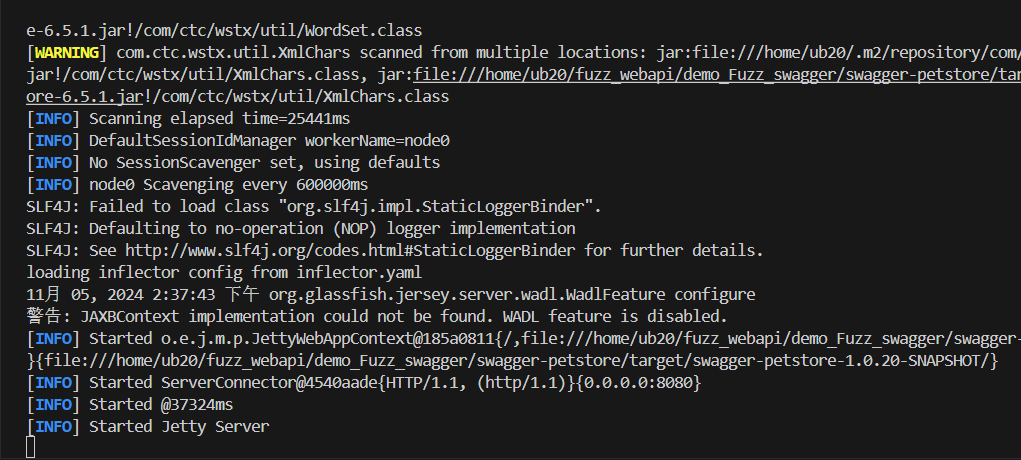 e-6.5.1.jar!/com/ctc/wstx/util/WordSet.class
[WARNING] com.ctc.wstx.util.XmlChars scanned from multiple locations: jar:file:///home/ub20/.m2/repository/com/
jar!/com/ctc/wstx/util/XmlChars.class, jar:file:///home/ub20/fuzz_webapi/demo_Fuzz_swagger/swagger-petstore/tar
ore-6.5.1.jar!/com/ctc/wstx/util/XmlChars.class
[INFO] Scanning elapsed time=25441ms
[INFO] DefaultSessionIdManager workerName=node0
[INFO] No SessionScavenger set, using defaults
[INFO] node0 Scavenging every 600000ms
SLF4J: Failed to load class "org.slf4j.impl.StaticLoggerBinder".
SLF4J: Defaulting to no-operation (NOP) logger implementation
SLF4J: See http://www.slf4j.org/codes.html#StaticLoggerBinder for further details.
loading inflector config from inflector.yaml
11月 05, 2024 2:37:43 下午 org.glassfish.jersey.server.wadl.WadlFeature configure
警告: JAXBContext implementation could not be found. WADL feature is disabled.
[INFO] Started o.e.j.m.p.JettyWebAppContext@185a0811{/,file:///home/ub20/fuzz_webapi/demo_Fuzz_swagger/swagger-
}{file:///home/ub20/fuzz_webapi/demo_Fuzz_swagger/swagger-petstore/target/swagger-petstore-1.0.20-SNAPSHOT/}
[INFO] Started ServerConnector@4540aade{HTTP/1.1, (http/1.1)}{0.0.0.0:8080}
[INFO] Started @37324ms
[INFO] Started Jetty Server